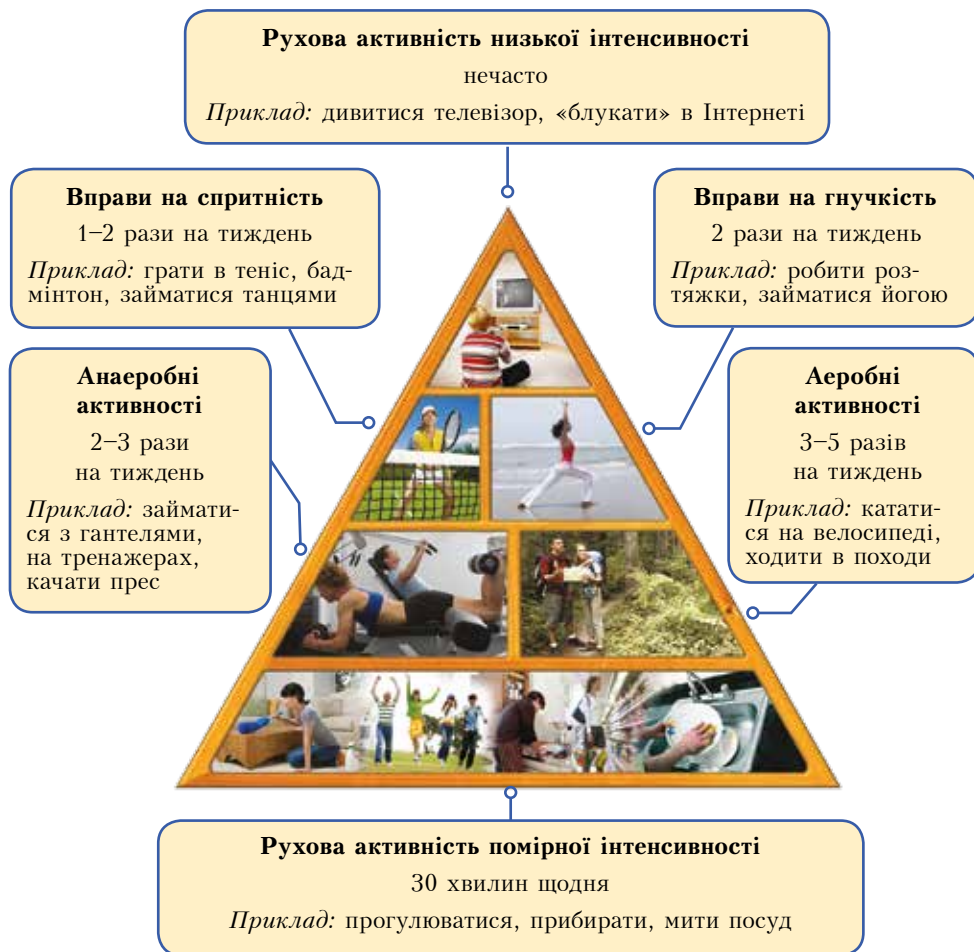 Рухова активність низької інтенсивності
нечасто
Приклад: дивитися телевізор, «блукати» в Інтернеті
Вправи на спритність
1–2 рази на тиждень
Приклад: грати в теніс, бад-
мінтон, займатися танцями
Вправи на гнучкість
2 рази на тиждень
Приклад: робити роз-
тяжки, займатися йогою
Анаеробні
активності
2–3 рази
на тиждень
Приклад: займати-
ся з гантелями,
на тренажерах,
качати прес
Аеробні
активності
3–5 разів
на тиждень
Приклад: катати-
ся на велосипеді,
ходити в походи
Рухова активність помірної інтенсивності
30 хвилин щодня
Приклад: прогулюватися, прибирати, мити посуд